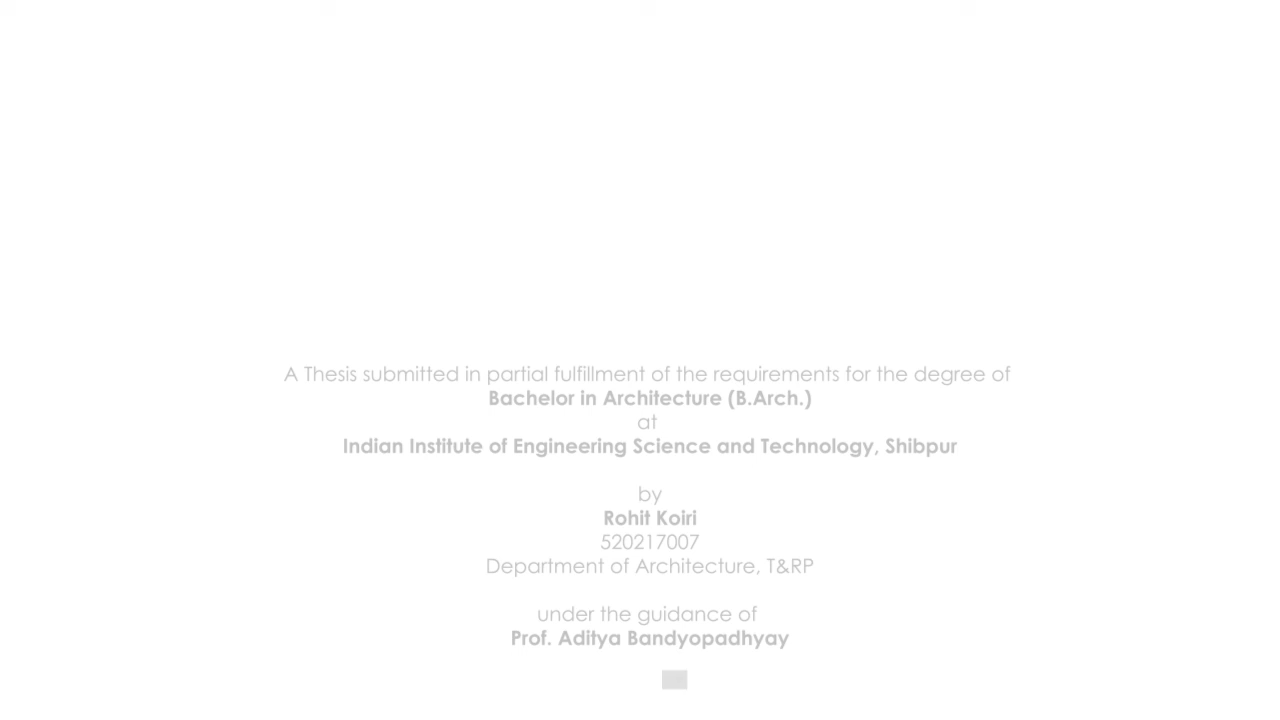 A Thesis submitted in partial fulfillment of the requirements for the degree of
Bachelor in Architecture (B.Arch.)
at
Indian Institute of Engineering Science and Technology, Shibpur
by
Rohit Koiri
520217007
Department of Architecture, T&RP
under the guidance of
Prof. Aditya Bandyopadhyay